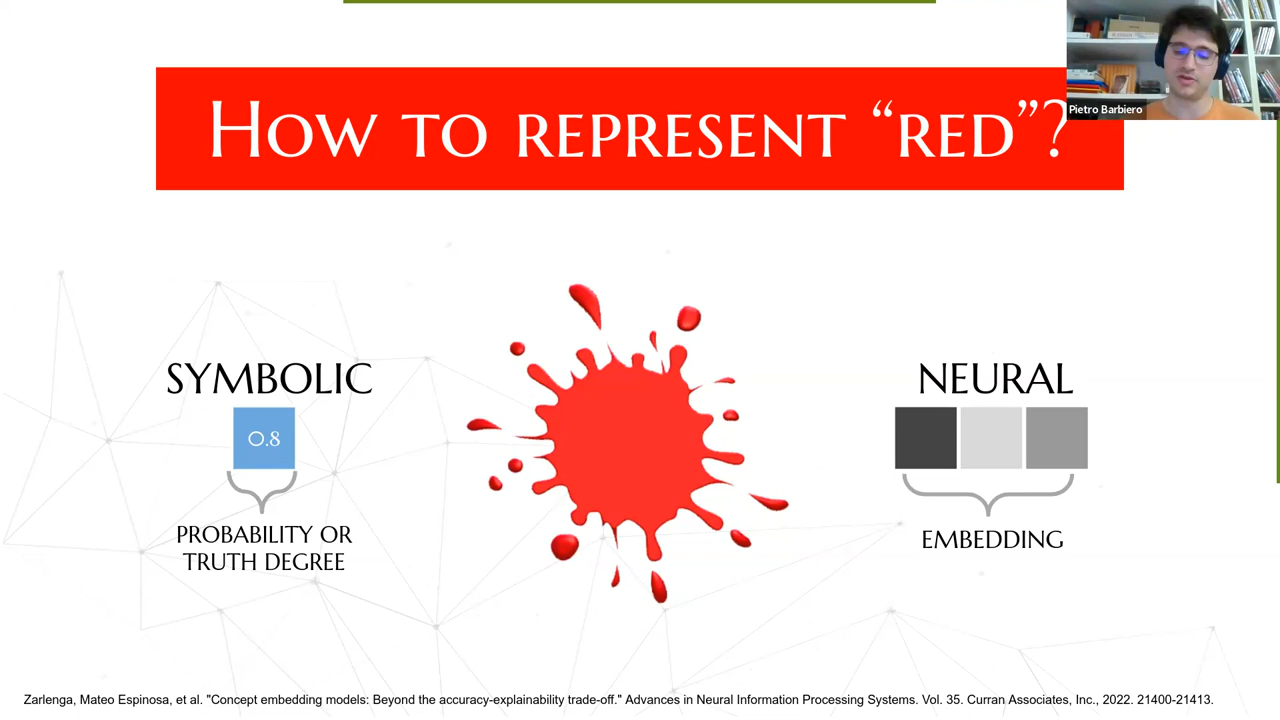 How to represent “red”?
Pietro Barbiero
SYMBOLIC
0.8
PROBABILITY OR
TRUTH DEGREE
NEURAL
EMBEDDING
Zarlenga, Mateo Espinosa, et al. "Concept embedding models: Beyond the accuracy-explainability trade-off." Advances in Neural Information Processing Systems. Vol. 35. Curran Associates, Inc., 2022. 21400-21413.